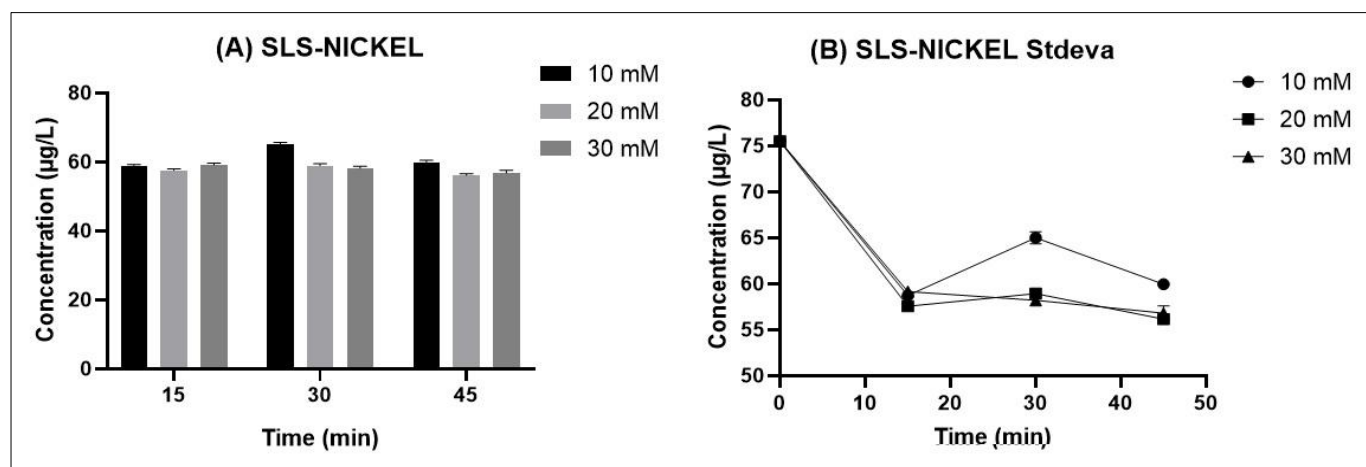 (A) SLS-NICKEL
10 mM
20 mM
30 mM
Concentration (µg/L)
80
60
40
20
0
15 30 45
Time (min)
(B) SLS-NICKEL Stdeva
10 mM
20 mM
30 mM
Concentration (µg/L)
80
75
70
65
60
55
50
0 10 20 30 40 50
Time (min)